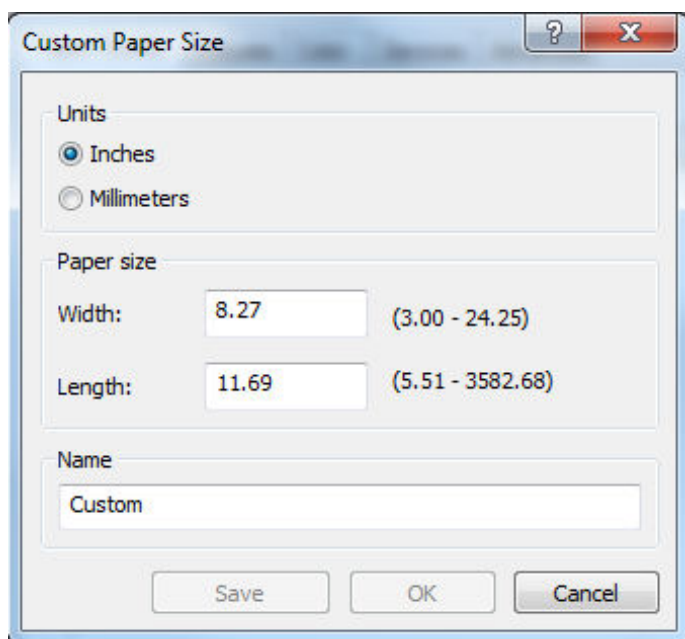 Custom Paper Size
Units
Inches
Millimeters
Paper size
Width: 8.27 (3.00 - 24.25)
Length: 11.69 (5.51 - 3582.68)
Name
Custom
Save OK Cancel